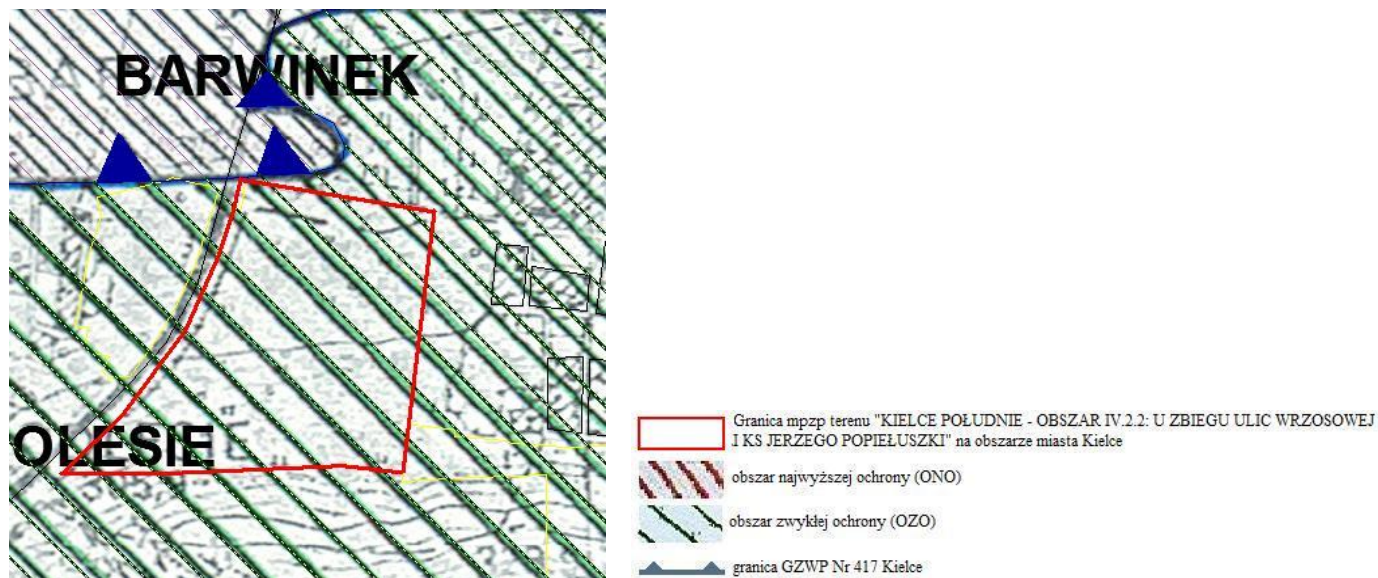 BARWINEK
OLESIE
Granica mpzp terenu "KIELCE POŁUDNIE - OBSZAR IV.2.2: U ZBIEGU ULIC WRZOSOWEJ
I KS JERZEGO POPIEŁUSZKI" na obszarze miasta Kielce
obszar najwyższej ochrony (ONO)
obszar zwykłej ochrony (OZO)
granica GZWP Nr 417 Kielce